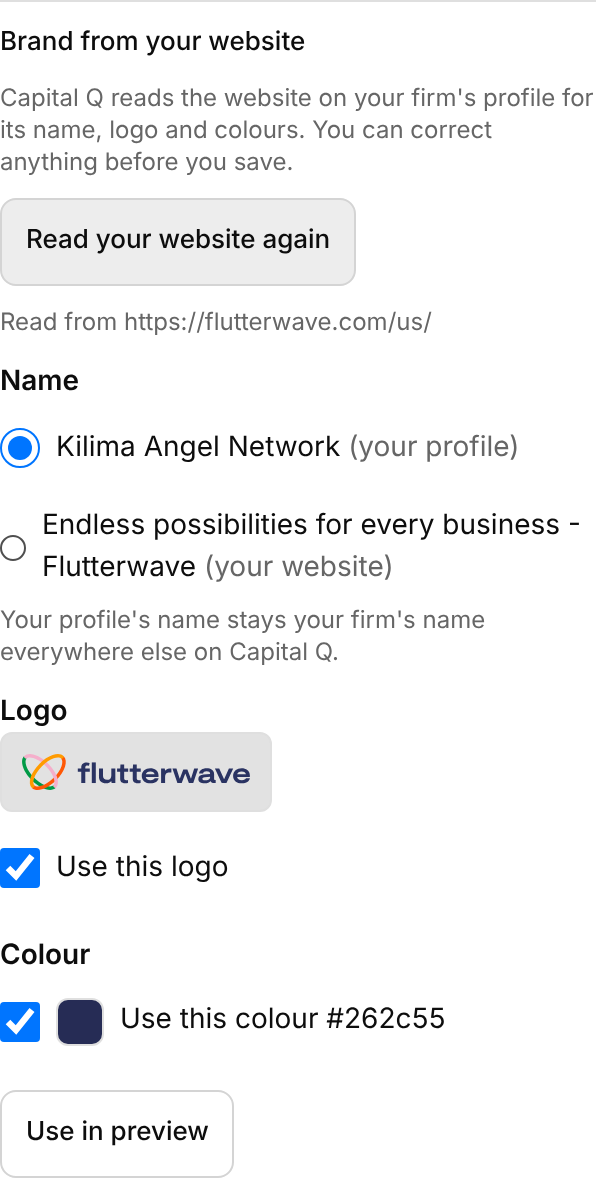 Brand from your website
Capital Q reads the website on your firm's profile for
its name, logo and colours. You can correct
anything before you save.
Read your website again
Read from https://flutterwave.com/us/
Name
Kilima Angel Network (your profile)
Endless possibilities for every business -
Flutterwave (your website)
Your profile's name stays your firm's name
everywhere else on Capital Q.
Logo
flutterwave
Use this logo
Colour
Use this colour #262c55
Use in preview